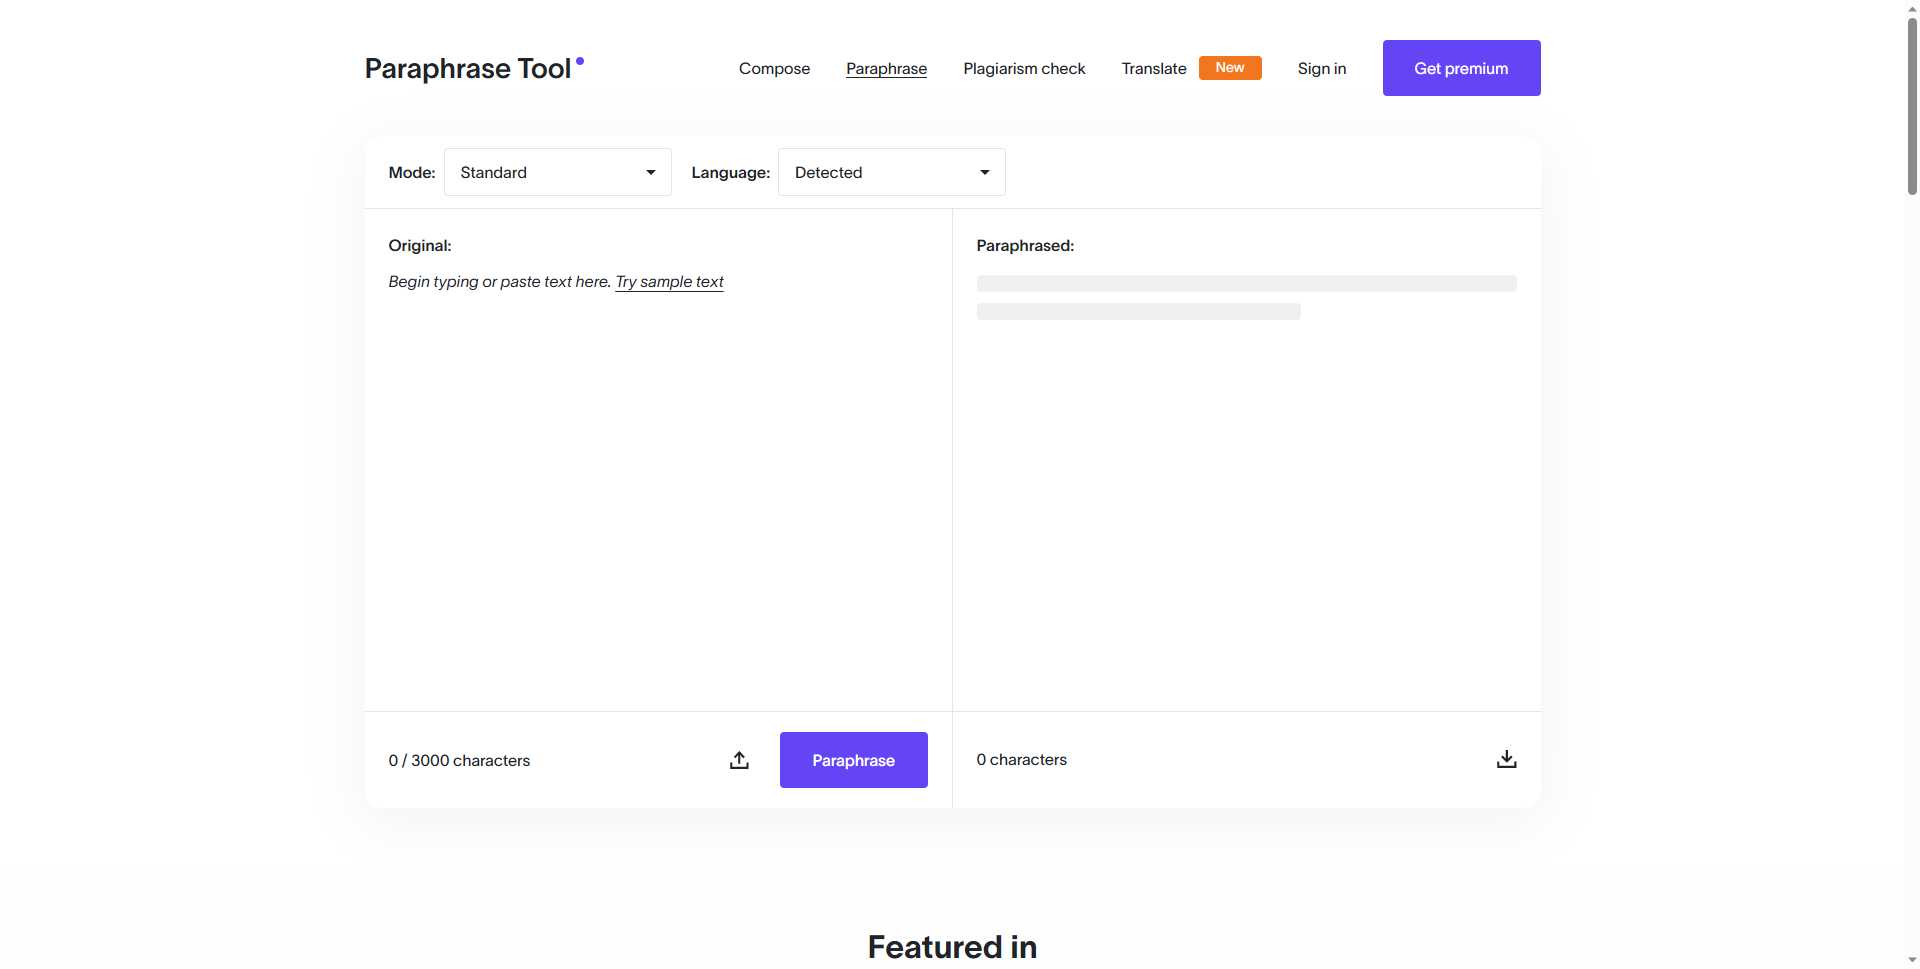 Paraphrase Tool
Compose
Paraphrase
Plagiarism check
Translate
New
Sign in
Get premium
Mode:
Standard
Language:
Detected
Original:
Begin typing or paste text here. Try sample text
Paraphrased:
0 / 3000 characters
Paraphrase
0 characters
Featured in